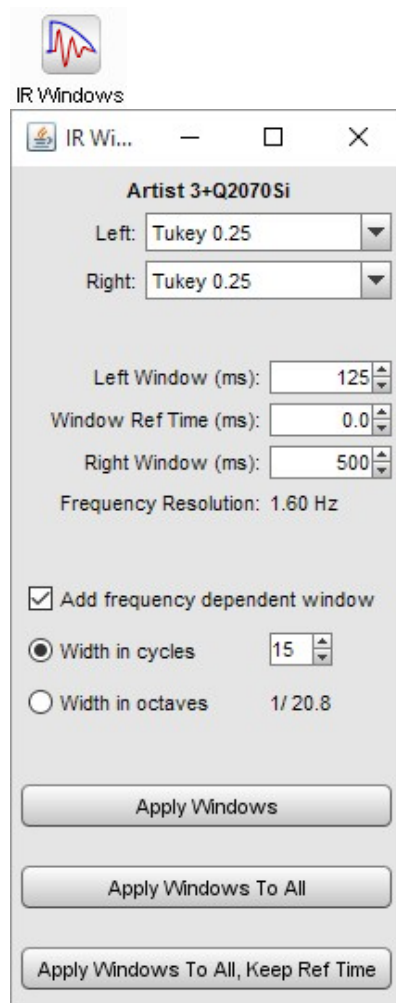 IR Windows
IR Wi...
Artist 3+Q2070Si
Left: Tukey 0.25
Right: Tukey 0.25
Left Window (ms): 125
Window Ref Time (ms): 0.0
Right Window (ms): 500
Frequency Resolution: 1.60 Hz
Add frequency dependent window
Width in cycles 15
Width in octaves 1/ 20.8
Apply Windows
Apply Windows To All
Apply Windows To All, Keep Ref Time